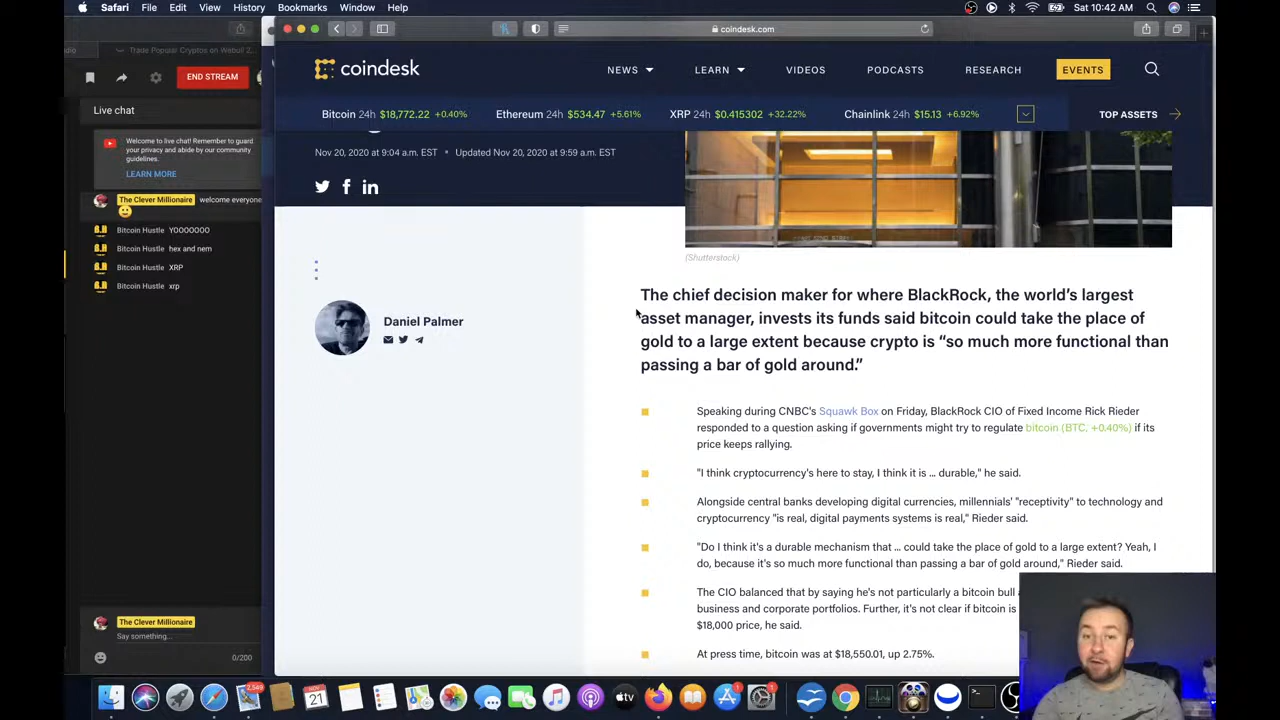 Safari File Edit View History Bookmarks Window Help
Sat 10:42 AM
Trade Popular Cryptos on Webull 2...
coindesk.com
END STREAM
Live chat
Welcome to live chat! Remember to guard
your privacy and abide by our community
guidelines.
LEARN MORE
The Clever Millionaire welcome everyone
Bitcoin Hustle YOOOOOOO
Bitcoin Hustle hex and nem
Bitcoin Hustle XRP
Bitcoin Hustle xrp
The Clever Millionaire
Say something...
0/200
coindesk
NEWS LEARN VIDEOS PODCASTS RESEARCH EVENTS
Bitcoin 24h $18,772.22 +0.40% Ethereum 24h $534.47 +5.61% XRP 24h $0.415302 +32.22% Chainlink 24h $15.13 +6.92% TOP ASSETS
Nov 20, 2020 at 9:04 a.m. EST • Updated Nov 20, 2020 at 9:59 a.m. EST
(Shutterstock)
Daniel Palmer
The chief decision maker for where BlackRock, the world's largest
asset manager, invests its funds said bitcoin could take the place of
gold to a large extent because crypto is “so much more functional than
passing a bar of gold around.”
Speaking during CNBC's Squawk Box on Friday, BlackRock CIO of Fixed Income Rick Rieder
responded to a question asking if governments might try to regulate bitcoin (BTC, +0.40%) if its
price keeps rallying.
"I think cryptocurrency's here to stay, I think it is ... durable," he said.
Alongside central banks developing digital currencies, millennials' "receptivity" to technology and
cryptocurrency "is real, digital payments systems is real," Rieder said.
"Do I think it's a durable mechanism that ... could take the place of gold to a large extent? Yeah, I
do, because it's so much more functional than passing a bar of gold around," Rieder said.
The CIO balanced that by saying he's not particularly a bitcoin bull
business and corporate portfolios. Further, it's not clear if bitcoin is
$18,000 price, he said.
At press time, bitcoin was at $18,550.01, up 2.75%.
2,549
NOV
21
tv
1
1